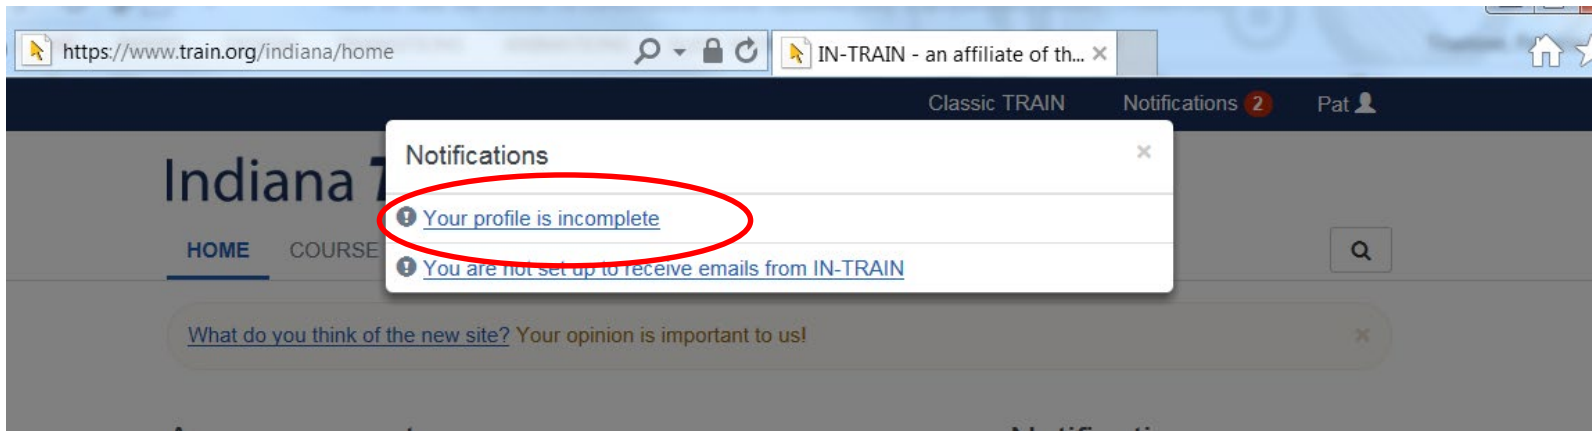 https://www.train.org/indiana/home
IN-TRAIN - an affiliate of th...
Classic TRAIN Notifications 2 Pat
Notifications
Indiana
Your profile is incomplete
HOME COURSE
You are not set up to receive emails from IN-TRAIN
What do you think of the new site? Your opinion is important to us!